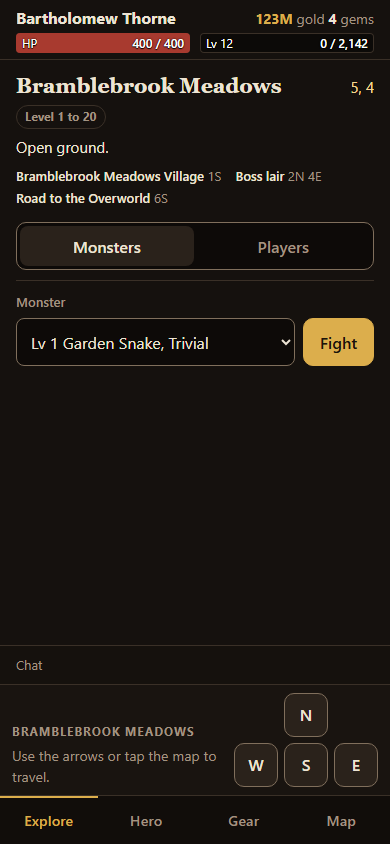 Bartholomew Thorne 123M gold 4 gems
HP 400 / 400 Lv 12 0 / 2,142
Bramblebrook Meadows 5, 4
Level 1 to 20
Open ground.
Bramblebrook Meadows Village 1S Boss lair 2N 4E
Road to the Overworld 6S
Monsters Players
Monster
Lv 1 Garden Snake, Trivial Fight
Chat
N
BRAMBLEBROOK MEADOWS
Use the arrows or tap the map to
travel.
W S E
Explore Hero Gear Map